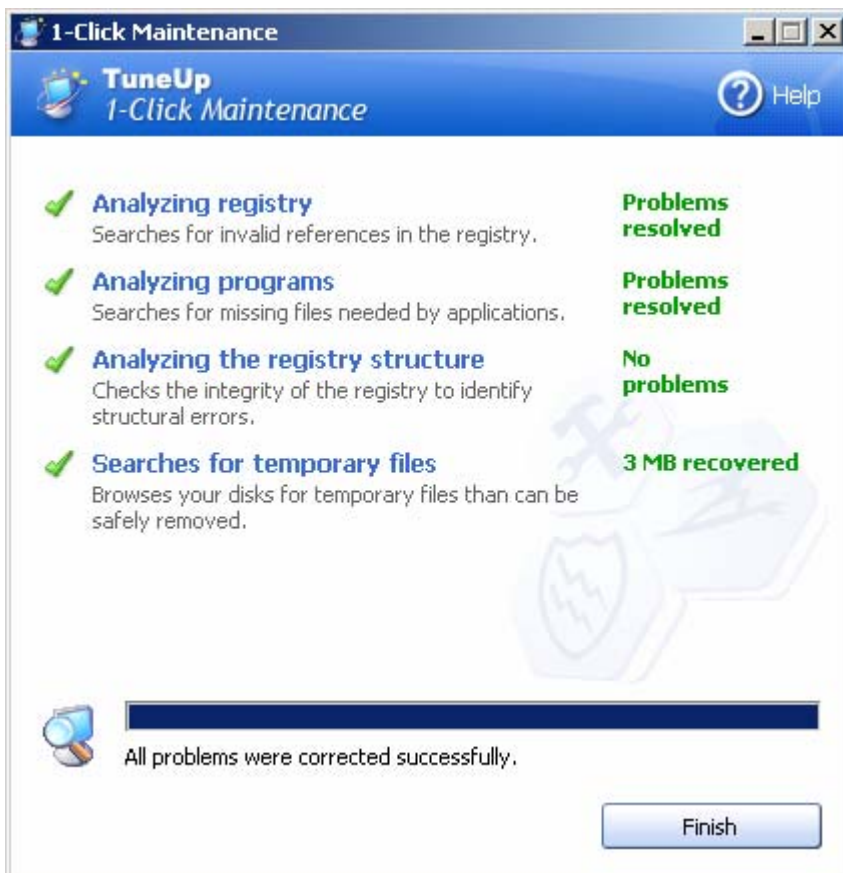 1-Click Maintenance
TuneUp
1-Click Maintenance
Help
Analyzing registry
Searches for invalid references in the registry.
Problems
resolved
Analyzing programs
Searches for missing files needed by applications.
Problems
resolved
Analyzing the registry structure
Checks the integrity of the registry to identify
structural errors.
No
problems
Searches for temporary files
Browses your disks for temporary files than can be
safely removed.
3 MB recovered
All problems were corrected successfully.
Finish